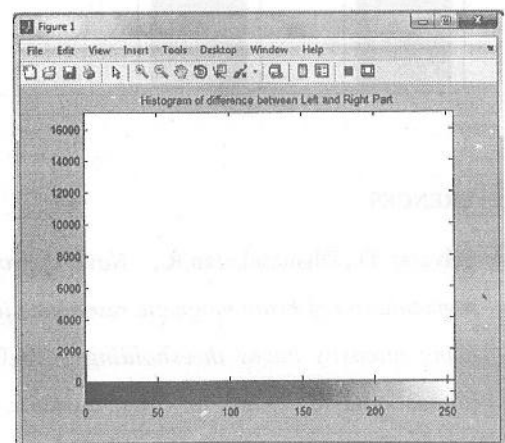 Figure 1
File Edit View Insert Tools Desktop Window Help
Histogram of difference between Left and Right Part
16000
14000
12000
10000
8000
6000
4000
2000
0
0 50 100 150 200 250